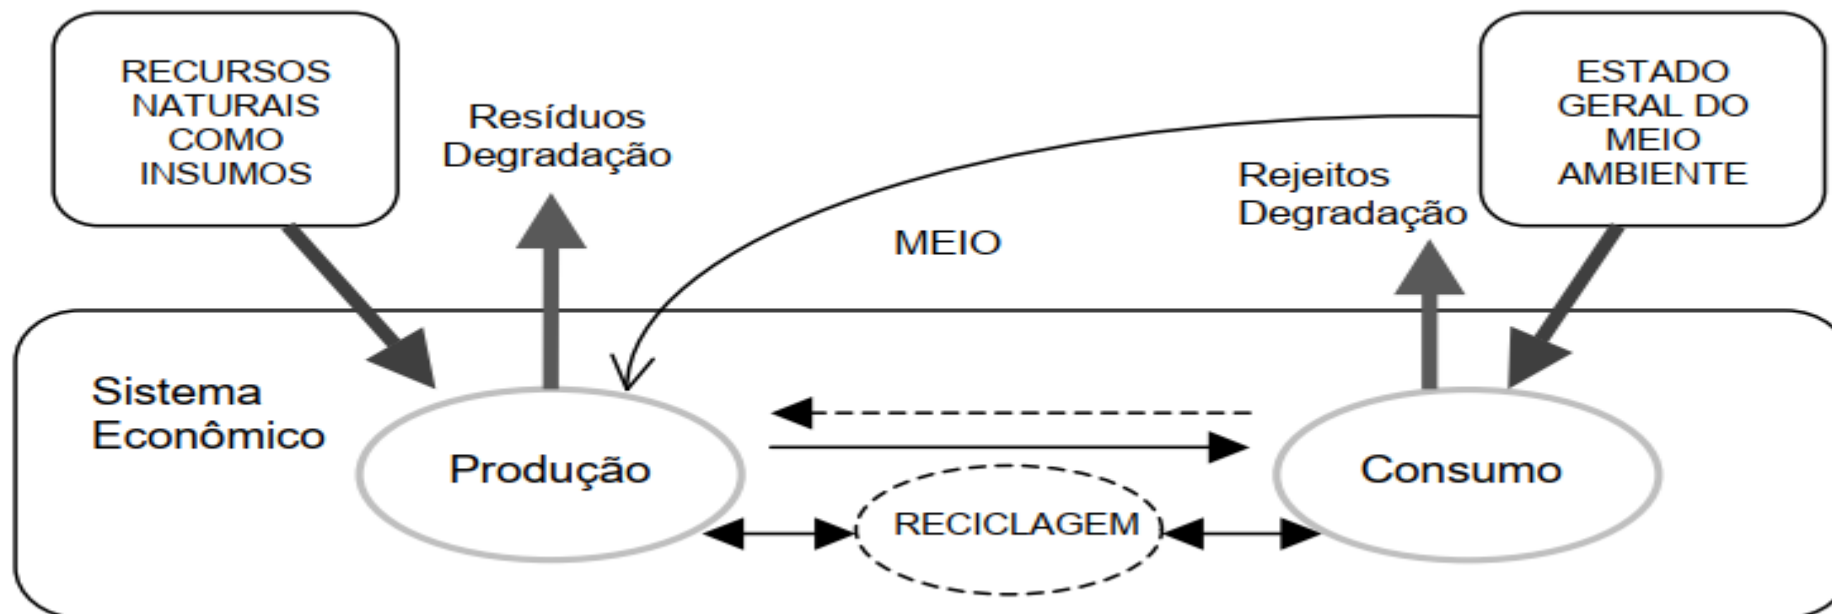 RECURSOS
NATURAIS
COMO
INSUMOS
Resíduos
Degradação
MEIO
Rejeitos
Degradação
ESTADO
GERAL DO
MEIO
AMBIENTE
Sistema
Econômico
Produção
RECICLAGEM
Consumo